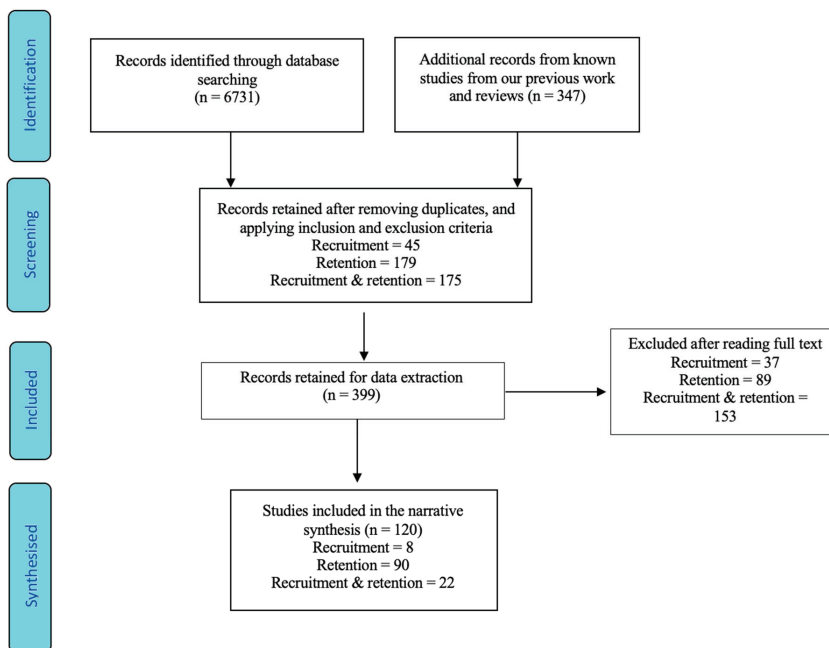 Identification
Records identified through database
searching
(n = 6731)
Additional records from known
studies from our previous work
and reviews (n = 347)
Screening
Records retained after removing duplicates, and
applying inclusion and exclusion criteria
Recruitment = 45
Retention = 179
Recruitment & retention = 175
Included
Records retained for data extraction
(n = 399)
Excluded after reading full text
Recruitment = 37
Retention = 89
Recruitment & retention =
153
Synthesised
Studies included in the narrative
synthesis (n = 120)
Recruitment = 8
Retention = 90
Recruitment & retention = 22